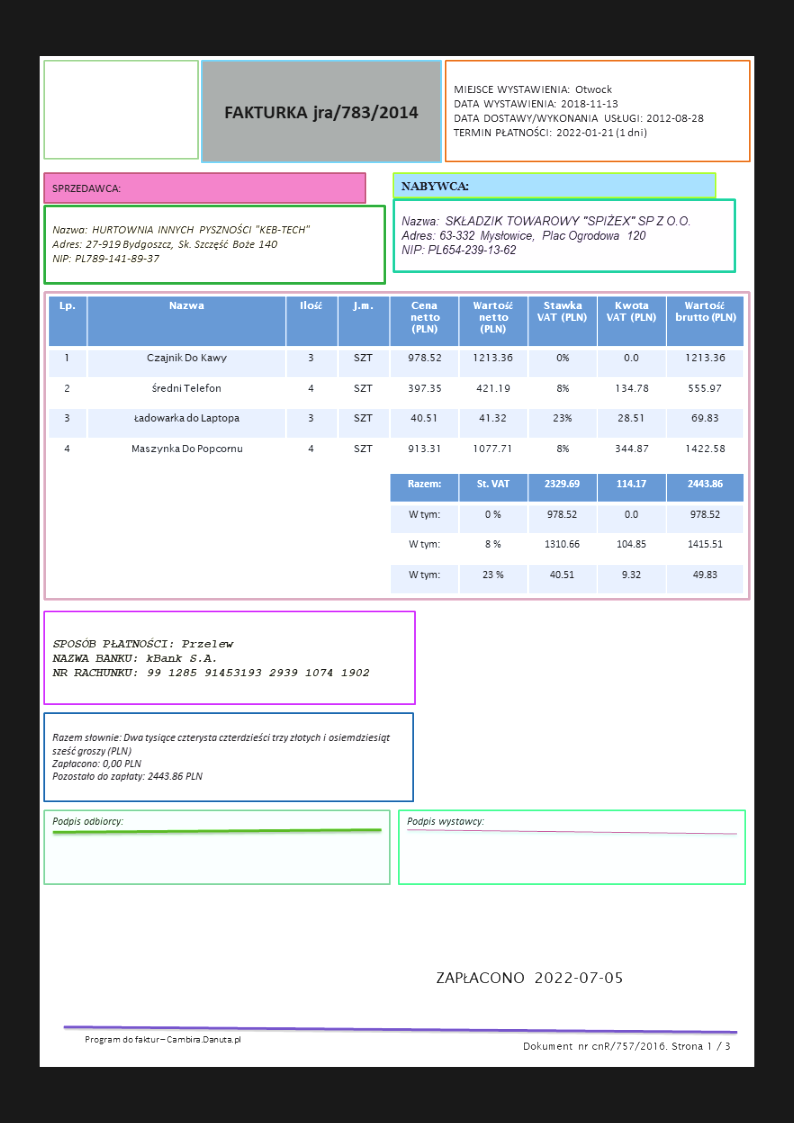 FAKTURKA jra/783/2014
MIEJSCE WYSTAWIENIA: Otwock
DATA WYSTAWIENIA: 2018-11-13
DATA DOSTAWY/WYKONANIA USŁUGI: 2012-08-28
TERMIN PŁATNOŚCI: 2022-01-21 (1 dni)
SPRZEDAWCA:
Nazwa: HURTOWNIA INNYCH PYSZNOŚCI "KEB-TECH"
Adres: 27-919 Bydgoszcz, Sk. Szczęść Boże 140
NIP: PL789-141-89-37
NABYWCA:
Nazwa: SKŁADZIK TOWAROWY "SPIŻEX" SP Z O.O.
Adres: 63-332 Mysłowice, Plac Ogrodowa 120
NIP: PL654-239-13-62
Lp. Nazwa Ilość J.m. Cena netto (PLN) Wartość netto (PLN) Stawka VAT (PLN) Kwota VAT (PLN) Wartość brutto (PLN)
1 Czajnik Do Kawy 3 SZT 978.52 1213.36 0% 0.0 1213.36
2 Średni Telefon 4 SZT 397.35 421.19 8% 134.78 555.97
3 Ładowarka do Laptopa 3 SZT 40.51 41.32 23% 28.51 69.83
4 Maszynka Do Popcornu 4 SZT 913.31 1077.71 8% 344.87 1422.58
Razem: St. VAT 2329.69 114.17 2443.86
W tym: 0 % 978.52 0.0 978.52
W tym: 8 % 1310.66 104.85 1415.51
W tym: 23 % 40.51 9.32 49.83
SPOSÓB PŁATNOŚCI: Przelew
NAZWA BANKU: kBank S.A.
NR RACHUNKU: 99 1285 91453193 2939 1074 1902
Razem słownie: Dwa tysiące czterysta czterdzieści trzy złotych i osiemdziesiąt
sześć groszy (PLN)
Zapłacono: 0,00 PLN
Pozostało do zapłaty: 2443.86 PLN
Podpis odbiorcy:
Podpis wystawcy:
ZAPŁACONO 2022-07-05
Program do faktur—Cambira.Danuta.pl
Dokument nr cnR/757/2016. Strona 1 / 3